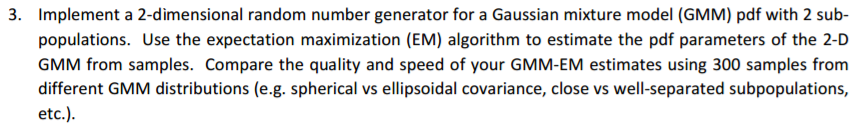 3. Implement a 2-dimensional random number generator for a Gaussian mixture model (GMM) pdf with 2 sub-
populations. Use the expectation maximization (EM) algorithm to estimate the pdf parameters of the 2-D
GMM from samples. Compare the quality and speed of your GMM-EM estimates using 300 samples from
different GMM distributions (e.g. spherical vs ellipsoidal covariance, close vs well-separated subpopulations,
etc.).